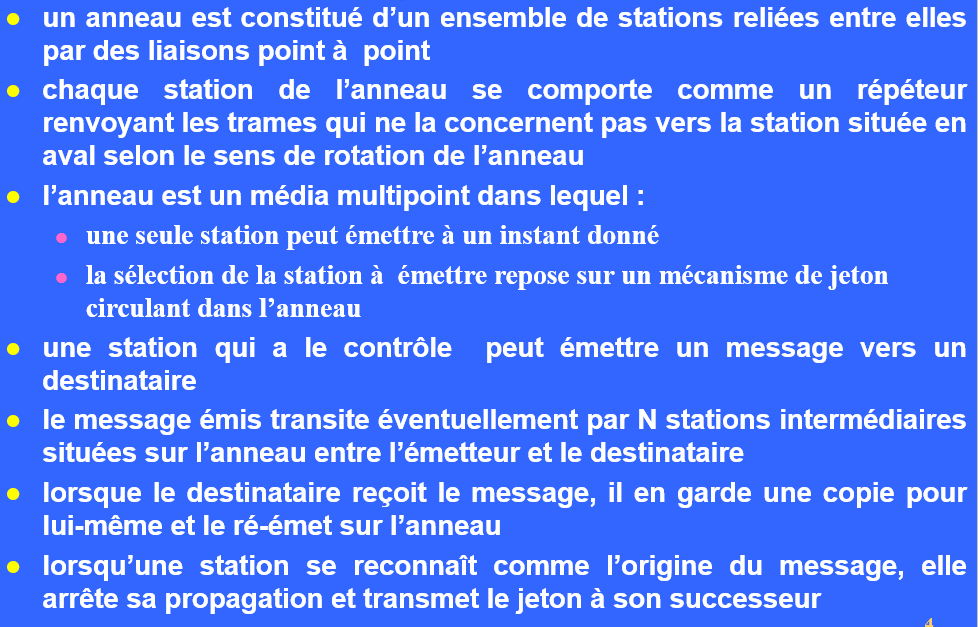 un anneau est constitué d’un ensemble de stations reliées entre elles
par des liaisons point à point
chaque station de l’anneau se comporte comme un répéteur
renvoyant les trames qui ne la concernent pas vers la station située en
aval selon le sens de rotation de l’anneau
l’anneau est un média multipoint dans lequel :
une seule station peut émettre à un instant donné
la sélection de la station à émettre repose sur un mécanisme de jeton
circulant dans l’anneau
une station qui a le contrôle peut émettre un message vers un
destinataire
le message émis transite éventuellement par N stations intermédiaires
situées sur l’anneau entre l’émetteur et le destinataire
lorsque le destinataire reçoit le message, il en garde une copie pour
lui-même et le ré-émet sur l’anneau
lorsqu’une station se reconnaît comme l’origine du message, elle
arrête sa propagation et transmet le jeton à son successeur
4